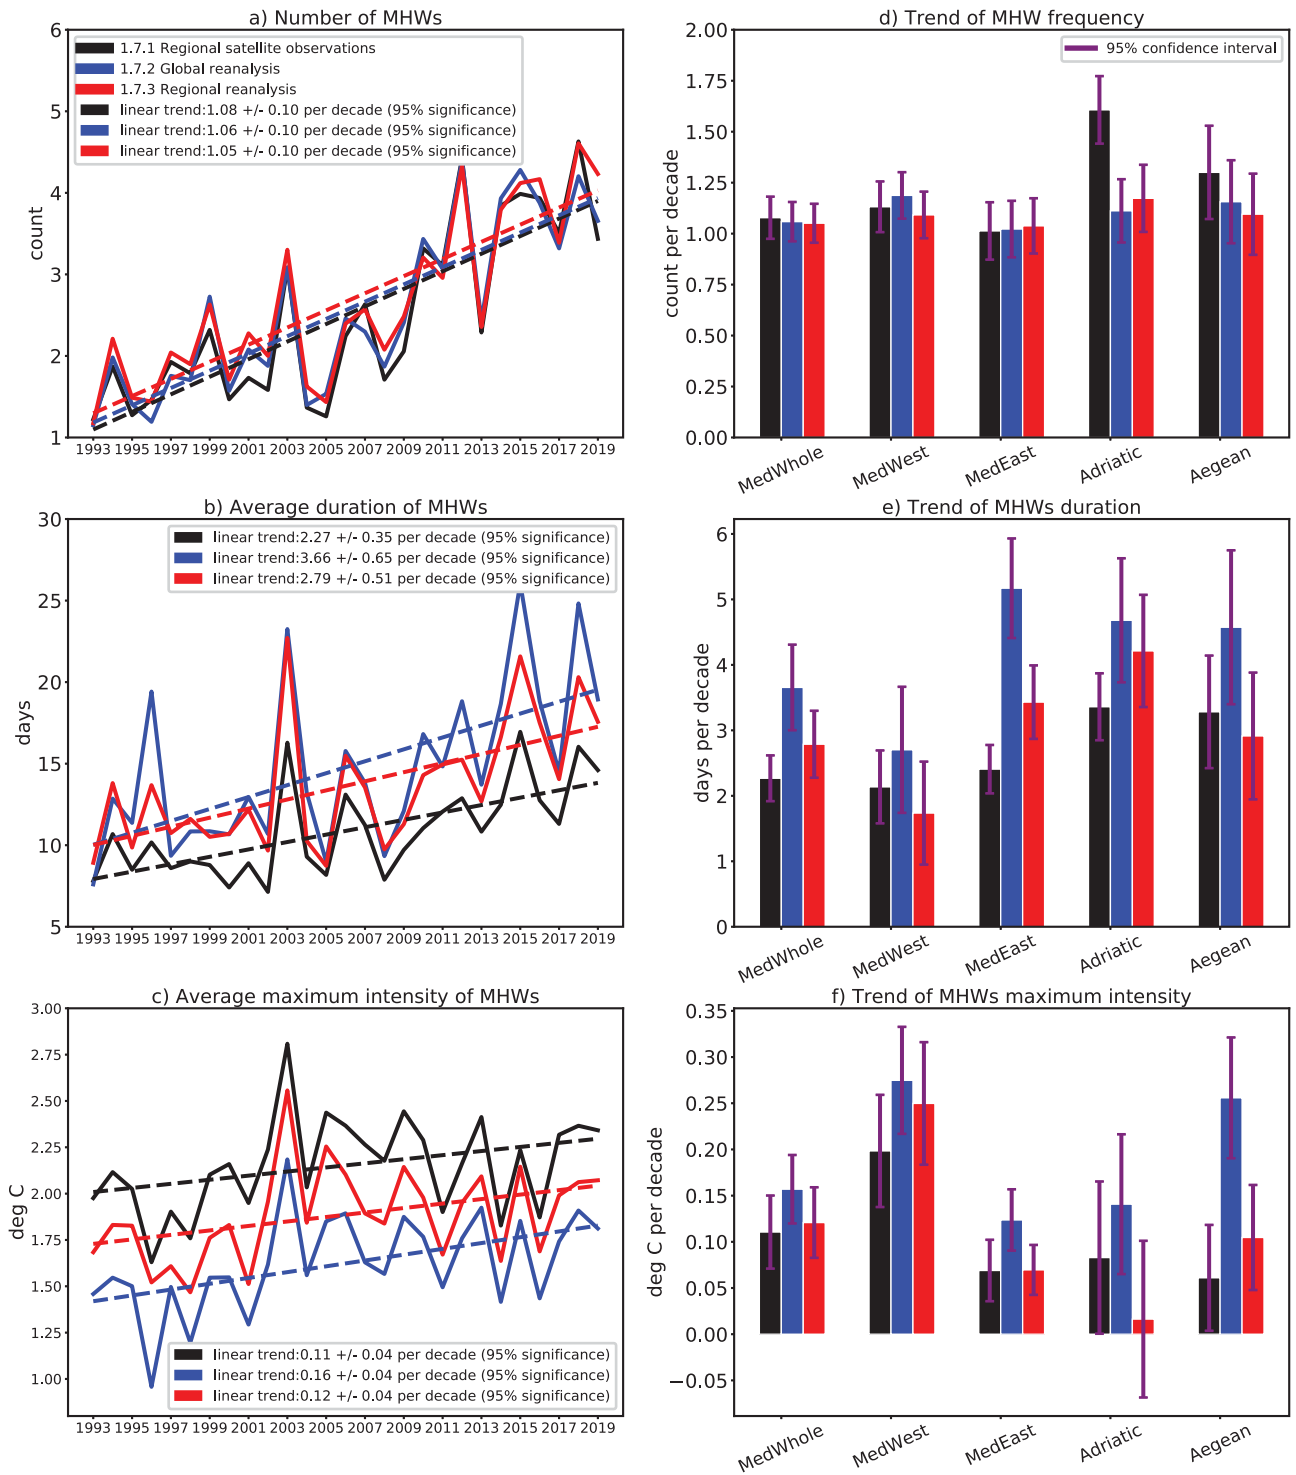 a) Number of MHWs
6
5
4
3
2
1
count
1.7.1 Regional satellite observations
1.7.2 Global reanalysis
1.7.3 Regional reanalysis
linear trend:1.08 +/- 0.10 per decade (95% significance)
linear trend:1.06 +/- 0.10 per decade (95% significance)
linear trend:1.05 +/- 0.10 per decade (95% significance)
1993 1995 1997 1999 2001 2003 2005 2007 2009 2011 2013 2015 2017 2019
d) Trend of MHW frequency
2.00
1.75
1.50
1.25
1.00
0.75
0.50
0.25
0.00
count per decade
95% confidence interval
MedWhole MedWest MedEast Adriatic Aegean
b) Average duration of MHWs
30
25
20
15
10
5
days
linear trend:2.27 +/- 0.35 per decade (95% significance)
linear trend:3.66 +/- 0.65 per decade (95% significance)
linear trend:2.79 +/- 0.51 per decade (95% significance)
1993 1995 1997 1999 2001 2003 2005 2007 2009 2011 2013 2015 2017 2019
e) Trend of MHWs duration
6
5
4
3
2
1
0
days per decade
MedWhole MedWest MedEast Adriatic Aegean
c) Average maximum intensity of MHWs
3.00
2.75
2.50
2.25
2.00
1.75
1.50
1.25
1.00
deg C
linear trend:0.11 +/- 0.04 per decade (95% significance)
linear trend:0.16 +/- 0.04 per decade (95% significance)
linear trend:0.12 +/- 0.04 per decade (95% significance)
1993 1995 1997 1999 2001 2003 2005 2007 2009 2011 2013 2015 2017 2019
f) Trend of MHWs maximum intensity
0.35
0.30
0.25
0.20
0.15
0.10
0.05
0.00
−0.05
deg C per decade
MedWhole MedWest MedEast Adriatic Aegean